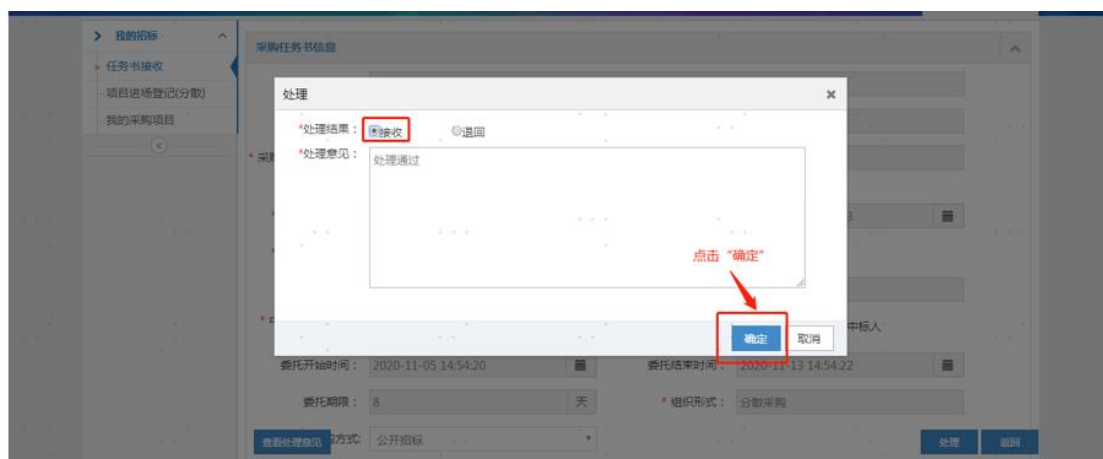 我的招标
任务书接收
项目进场登记(分散)
我的采购项目
采购任务书信息
处理
*处理结果： 接收 退回
*处理意见： 处理通过
* 采
点击 "确定"
中标人
确定 取消
委托开始时间： 2020-11-05 14:54:20 委托结束时间： 2020-11-13 14:54:22
委托期限： 8 天 * 组织形式： 分散采购
查看处理意见 方式: 公开招标 处理 返回